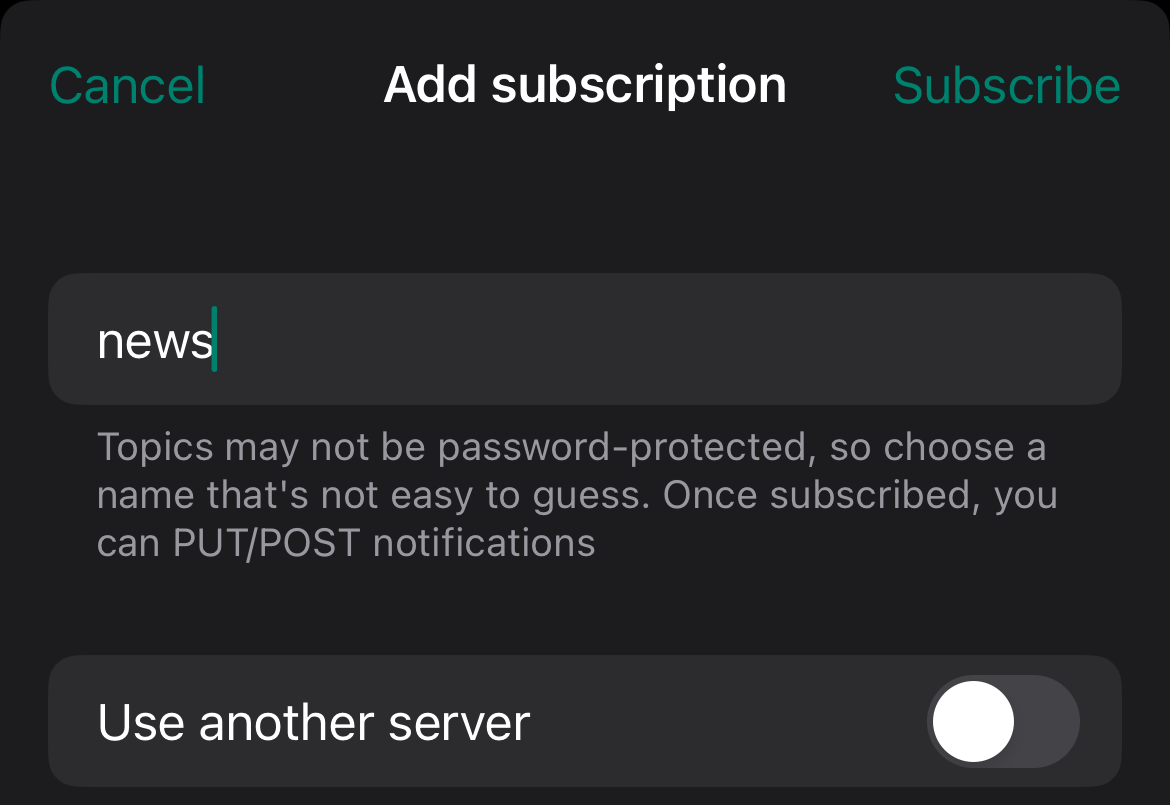 Cancel Add subscription Subscribe
news
Topics may not be password-protected, so choose a
name that's not easy to guess. Once subscribed, you
can PUT/POST notifications
Use another server